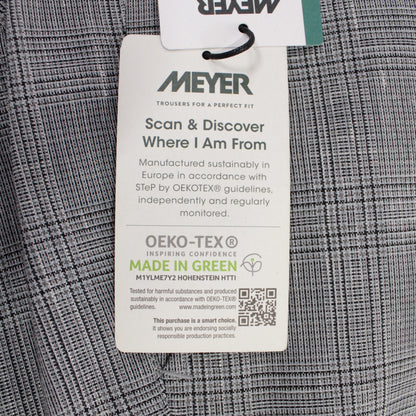 MEYER
MEYER
TROUSERS FOR A PERFECT FIT
Scan & Discover
Where I Am From
Manufactured sustainably in
Europe in accordance with
STeP by OEKOTEX® guidelines,
independently and regularly
monitored.
OEKO-TEX®
INSPIRING CONFIDENCE
MADE IN GREEN
M1YLME7Y2 HOHENSTEIN HTTI
Tested for harmful substances and produced
sustainably in accordance with OEKO-TEX®
guidelines. www.madeingreen.com
This purchase is a smart choice.
It shows you are endorsing socially
responsible production practices.